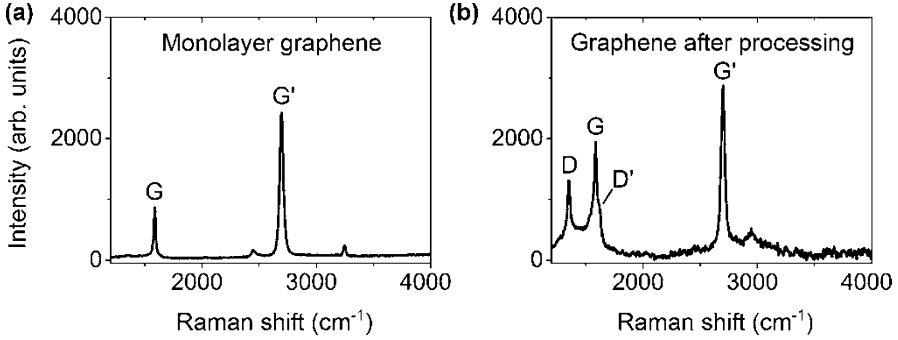 (a)
Monolayer graphene
Intensity (arb. units)
4000
2000
0
G
G'
2000
3000
4000
Raman shift (cm⁻¹)
(b)
Graphene after processing
4000
2000
0
D
G
D'
G'
2000
3000
4000
Raman shift (cm⁻¹)